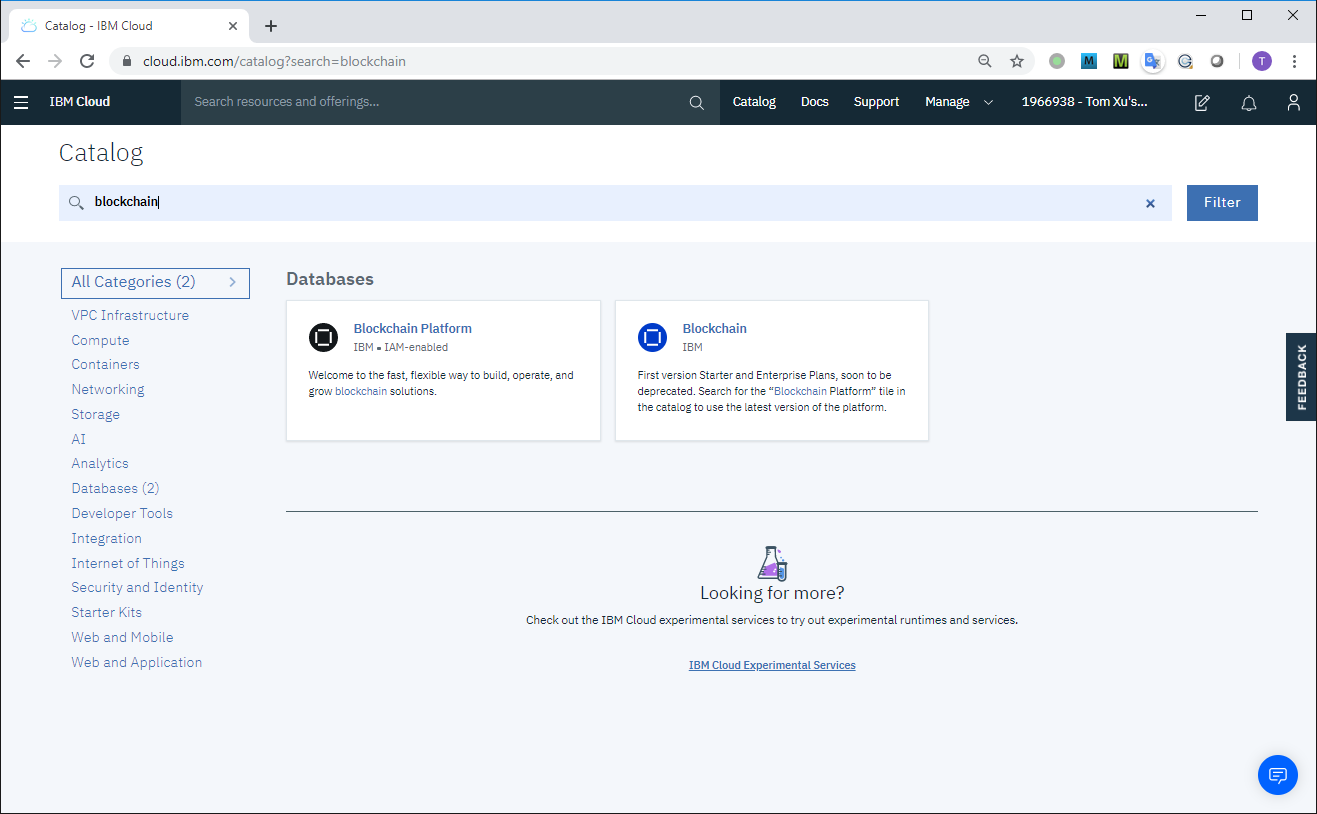 Catalog - IBM Cloud
cloud.ibm.com/catalog?search=blockchain
M
M
T
IBM Cloud
Search resources and offerings...
Catalog
Docs
Support
Manage
1966938 - Tom Xu's...
Catalog
blockchain
Filter
All Categories (2)
VPC Infrastructure
Compute
Containers
Networking
Storage
AI
Analytics
Databases (2)
Developer Tools
Integration
Internet of Things
Security and Identity
Starter Kits
Web and Mobile
Web and Application
Databases
Blockchain Platform
IBM • IAM-enabled
Welcome to the fast, flexible way to build, operate, and
grow blockchain solutions.
Blockchain
IBM
First version Starter and Enterprise Plans, soon to be
deprecated. Search for the “Blockchain Platform” tile in
the catalog to use the latest version of the platform.
FEEDBACK
Looking for more?
Check out the IBM Cloud experimental services to try out experimental runtimes and services.
IBM Cloud Experimental Services